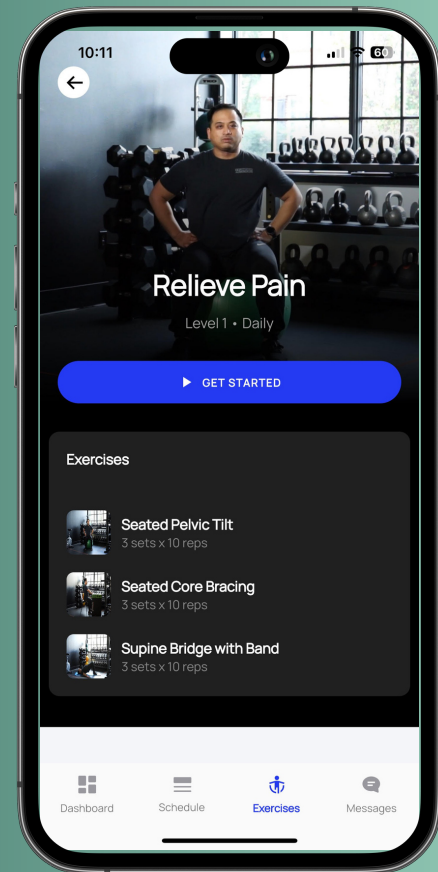 10:11
60
Relieve Pain
Level 1 • Daily
GET STARTED
Exercises
Seated Pelvic Tilt
3 sets x 10 reps
Seated Core Bracing
3 sets x 10 reps
Supine Bridge with Band
3 sets x 10 reps
Dashboard
Schedule
Exercises
Messages